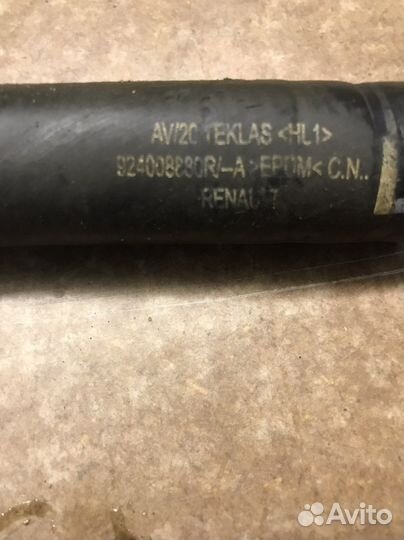 AV/20 TEKLAS <HL1>
924008830R/--A >EPDM< C.N..
RENAULT
Avito